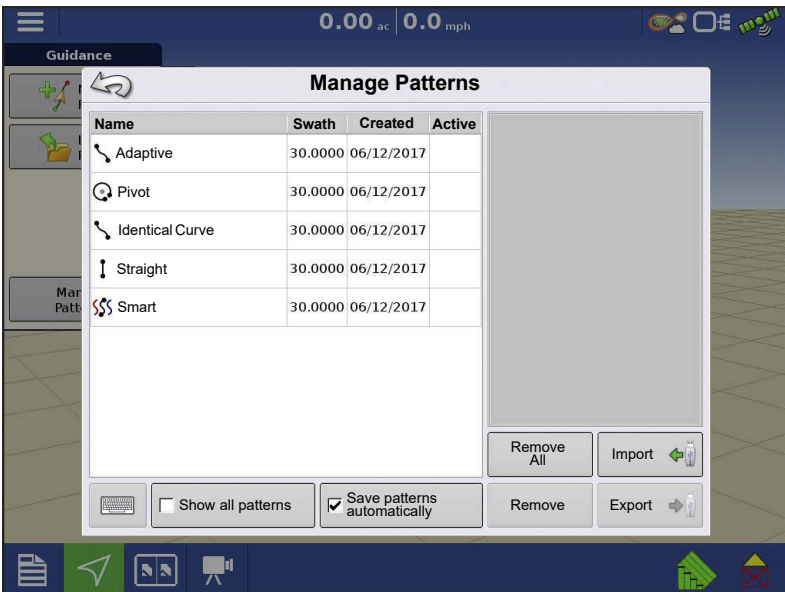 0.00 ac 0.0 mph
Guidance
Manage Patterns
Name Swath Created Active
Adaptive 30.0000 06/12/2017
Pivot 30.0000 06/12/2017
Identical Curve 30.0000 06/12/2017
Straight 30.0000 06/12/2017
Mar
Patt
Smart 30.0000 06/12/2017
Remove
All
Import
Show all patterns
Save patterns
automatically
Remove
Export